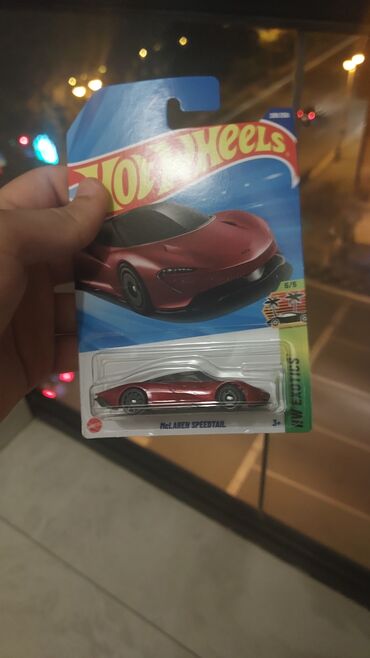 HOT WHEELS
5/5
HW EXOTICS
McLAREN SPEEDTAIL
3+